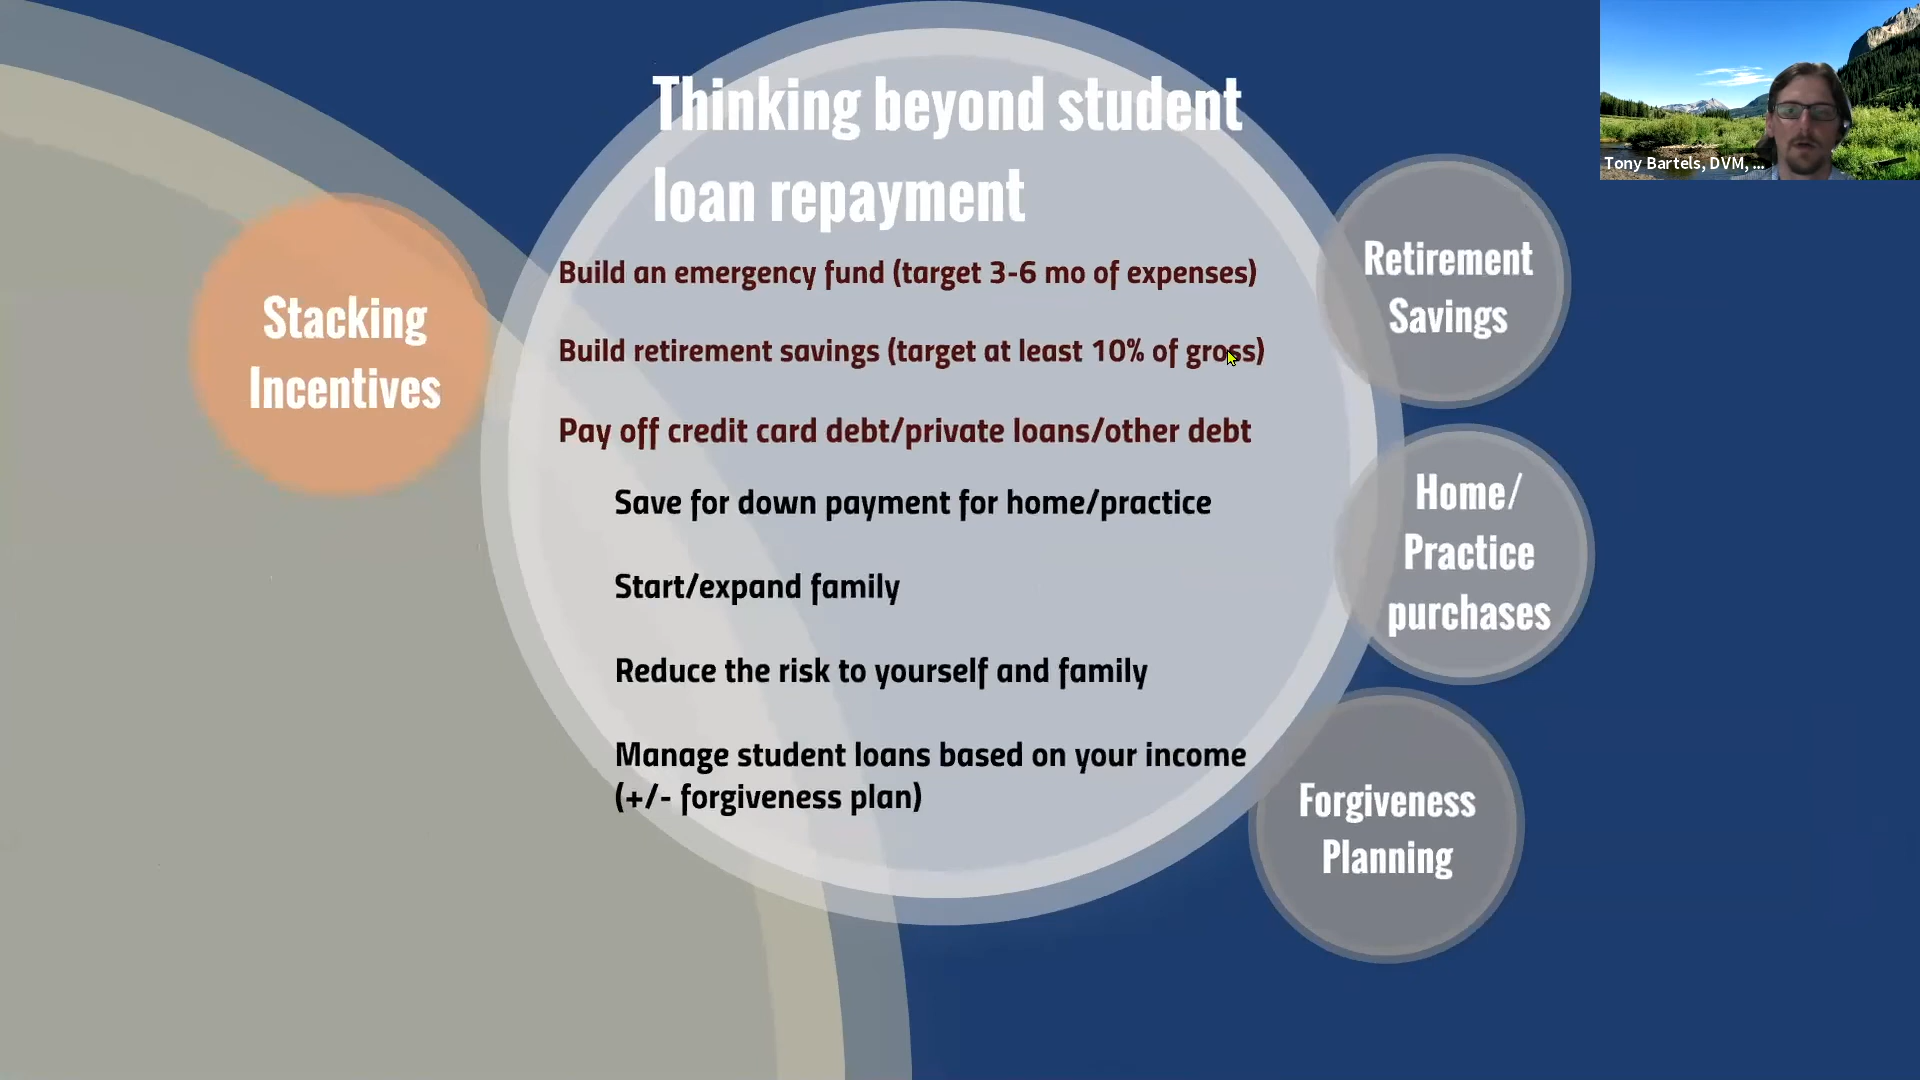 Thinking beyond student
loan repayment
Build an emergency fund (target 3-6 mo of expenses)
Build retirement savings (target at least 10% of gross)
Pay off credit card debt/private loans/other debt
Save for down payment for home/practice
Start/expand family
Reduce the risk to yourself and family
Manage student loans based on your income
(+/- forgiveness plan)
Stacking
Incentives
Retirement
Savings
Home/
Practice
purchases
Forgiveness
Planning
Tony Bartels, DVM, ...